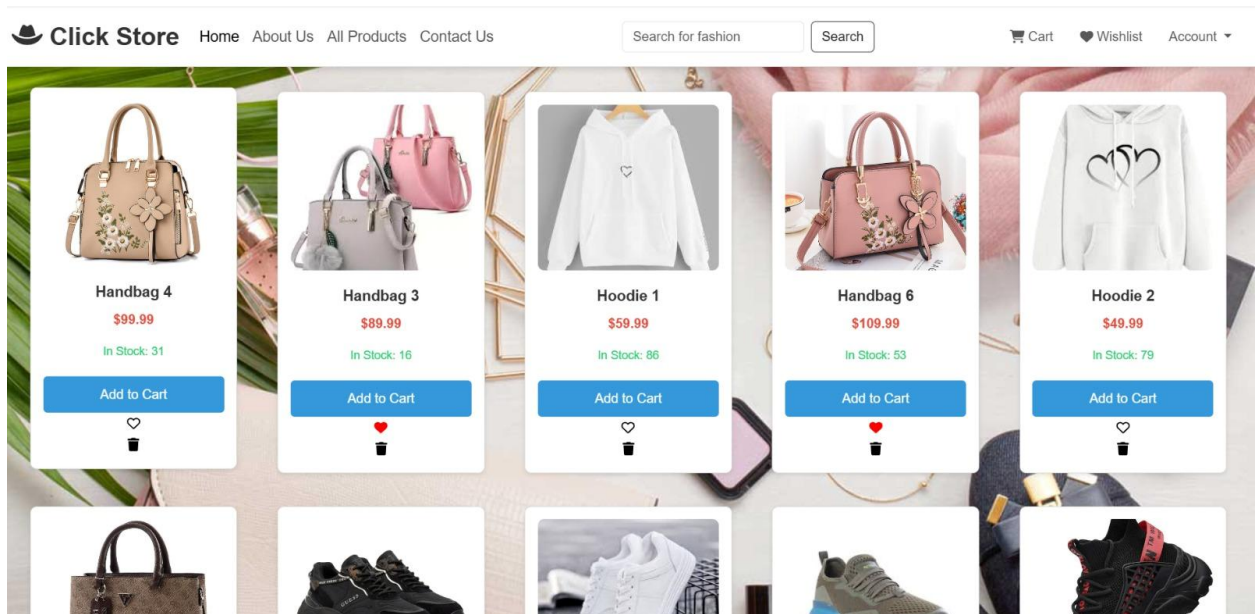 Click Store Home About Us All Products Contact Us Search for fashion Search Cart Wishlist Account
Handbag 4
$99.99
In Stock: 31
Add to Cart
Handbag 3
$89.99
In Stock: 16
Add to Cart
Hoodie 1
$59.99
In Stock: 86
Add to Cart
Handbag 6
$109.99
In Stock: 53
Add to Cart
Hoodie 2
$49.99
In Stock: 79
Add to Cart